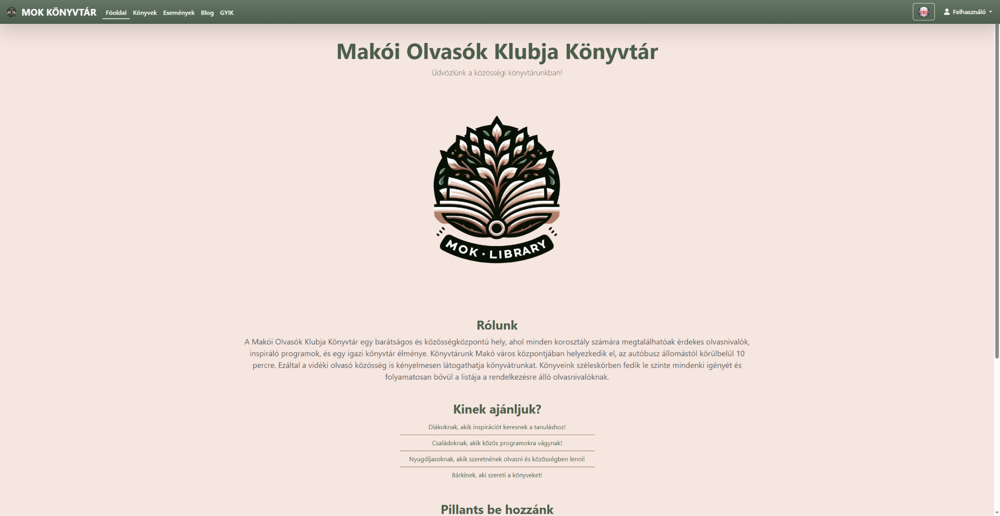 MOK KÖNYVTÁR Főoldal Könyvek Események Blog GYIK Felhasználó
Makói Olvasók Klubja Könyvtár
Üdvözlünk a közösségi könyvtárunkban!
MOK · LIBRARY
Rólunk
A Makói Olvasók Klubja Könyvtár egy barátságos és közösségközpontú hely, ahol minden korosztály számára megtalálhatóak érdekes olvasnivalók,
inspiráló programok, és egy igazi könyvtár élménye. Könyvtárunk Makó város központjában helyezkedik el, az autóbusz állomástól körülbelül 10
percre. Ezáltal a vidéki olvasó közösség is kényelmesen látogathatja könyvátrunkat. Könyveink széleskörben fedik le szinte mindenki igényét és
folyamatosan bővül a listája a rendelkezésre álló olvasnivalóknak.
Kinek ajánljuk?
Diákoknak, akik inspirációt keresnek a tanuláshoz!
Családoknak, akik közös programokra vágynak!
Nyugdíjasoknak, akik szeretnének olvasni és közösségben lenni!
Bárkinek, aki szereti a könyveket!
Pillants be hozzánk